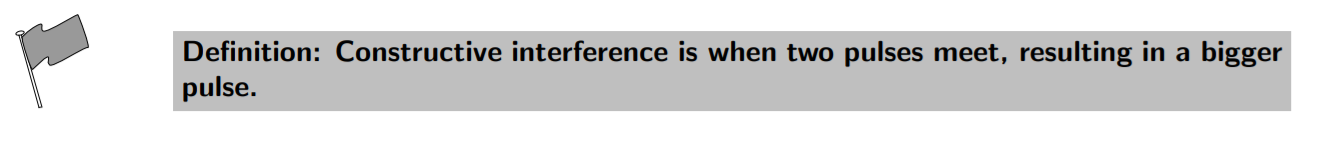 Definition: Constructive interference is when two pulses meet, resulting in a bigger
pulse.